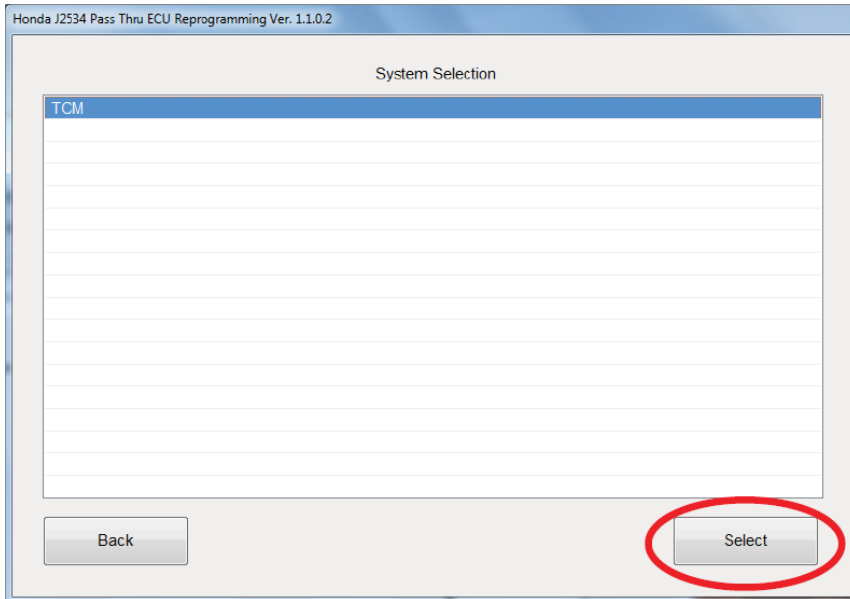 Honda J2534 Pass Thru ECU Reprogramming Ver. 1.1.0.2
System Selection
TCM
Back
Select